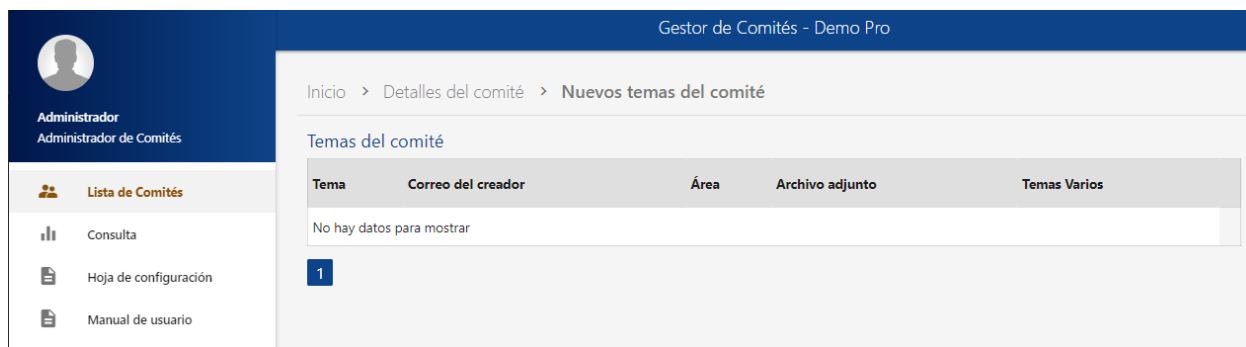 Gestor de Comités - Demo Pro
Administrador
Administrador de Comités
Lista de Comités
Consulta
Hoja de configuración
Manual de usuario
Inicio > Detalles del comité > Nuevos temas del comité
Temas del comité
Tema Correo del creador Área Archivo adjunto Temas Varios
No hay datos para mostrar
1